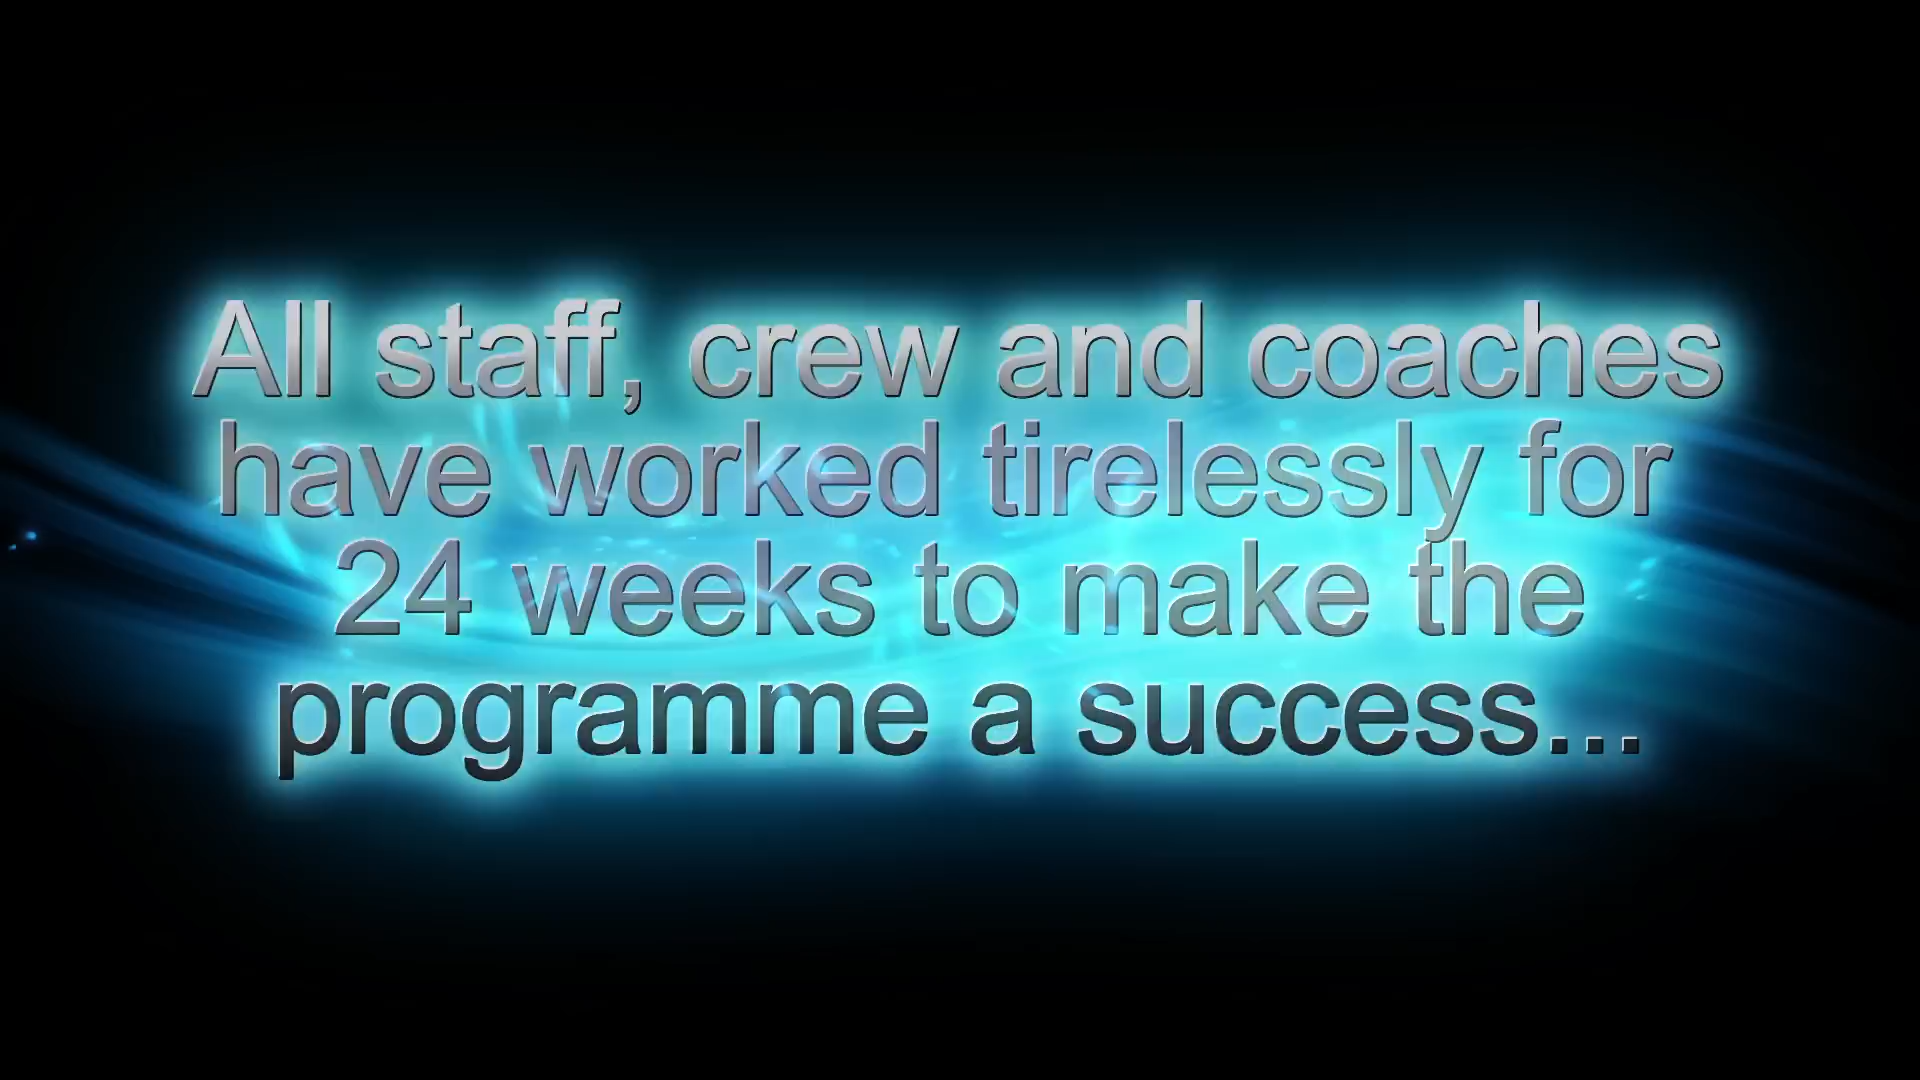 All staff, crew and coaches
have worked tirelessly for
24 weeks to make the
programme a success...